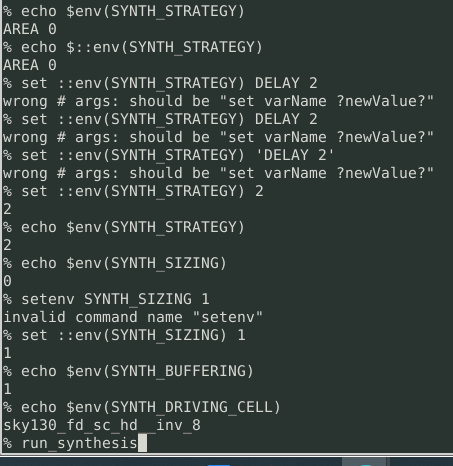 % echo $env(SYNTH_STRATEGY)
AREA 0
% echo $::env(SYNTH_STRATEGY)
AREA 0
% set ::env(SYNTH_STRATEGY) DELAY 2
wrong # args: should be "set varName ?newValue?"
% set ::env(SYNTH_STRATEGY) DELAY 2
wrong # args: should be "set varName ?newValue?"
% set ::env(SYNTH_STRATEGY) 'DELAY 2'
wrong # args: should be "set varName ?newValue?"
% set ::env(SYNTH_STRATEGY) 2
2
% echo $env(SYNTH_STRATEGY)
2
% echo $env(SYNTH_SIZING)
0
% setenv SYNTH_SIZING 1
invalid command name "setenv"
% set ::env(SYNTH_SIZING) 1
1
% echo $env(SYNTH_BUFFERING)
1
% echo $env(SYNTH_DRIVING_CELL)
sky130_fd_sc_hd__inv_8
% run_synthesis